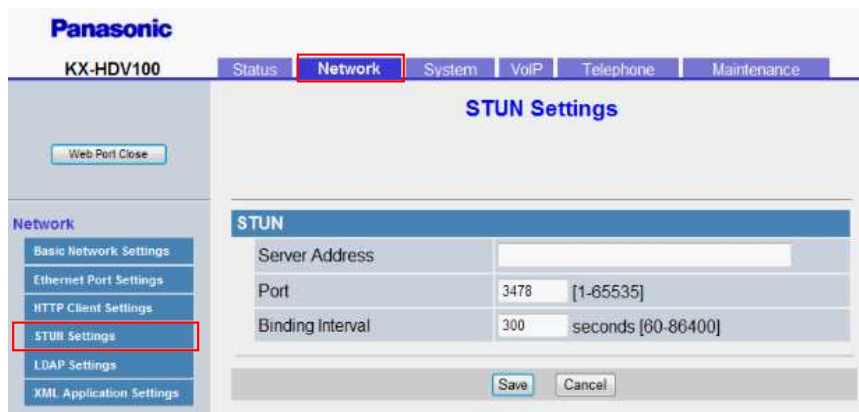 Panasonic
KX-HDV100
Status Network System VoIP Telephone Maintenance
STUN Settings
Web Port Close
Network
Basic Network Settings
Ethernet Port Settings
HTTP Client Settings
STUN Settings
LDAP Settings
XML Application Settings
STUN
Server Address
Port 3478 [1-65535]
Binding Interval 300 seconds [60-86400]
Save Cancel